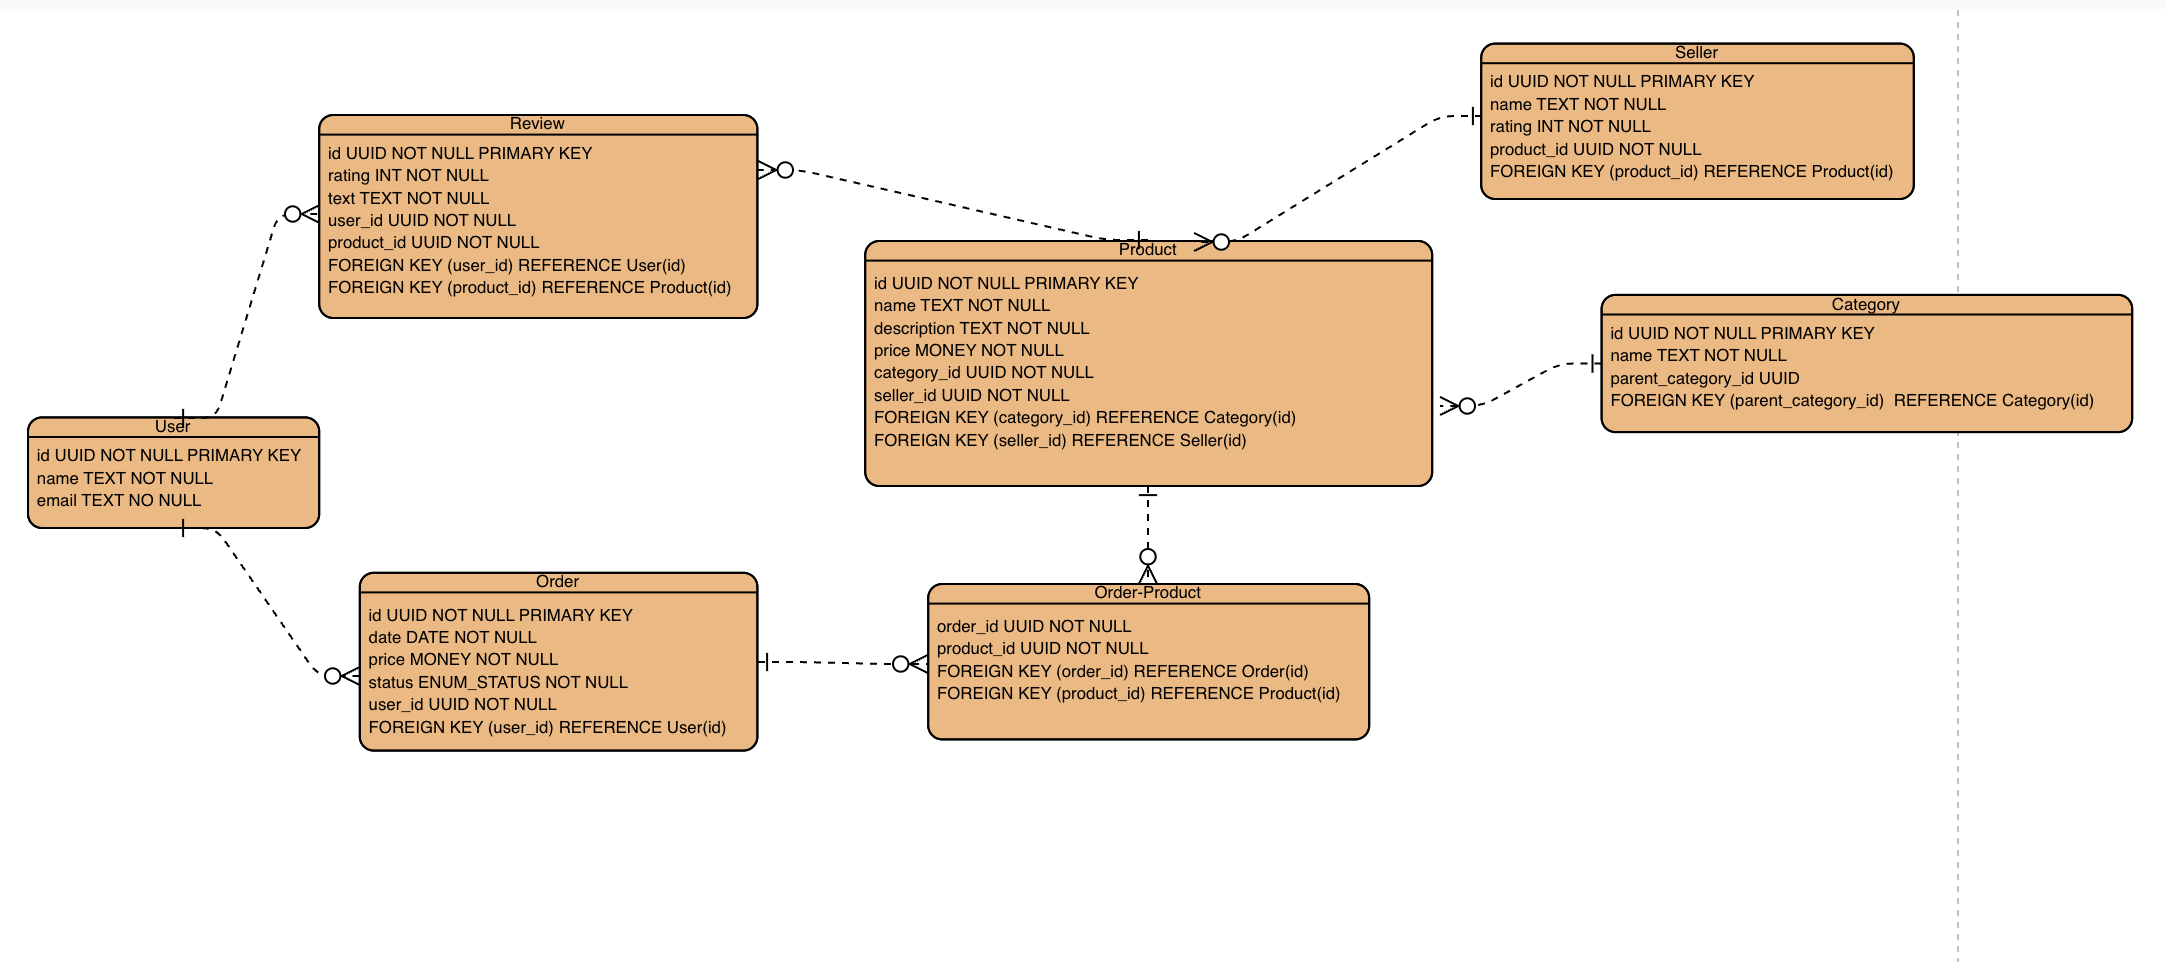 Seller
id UUID NOT NULL PRIMARY KEY
name TEXT NOT NULL
rating INT NOT NULL
product_id UUID NOT NULL
FOREIGN KEY (product_id) REFERENCE Product(id)
Review
id UUID NOT NULL PRIMARY KEY
rating INT NOT NULL
text TEXT NOT NULL
user_id UUID NOT NULL
product_id UUID NOT NULL
FOREIGN KEY (user_id) REFERENCE User(id)
FOREIGN KEY (product_id) REFERENCE Product(id)
Product
id UUID NOT NULL PRIMARY KEY
name TEXT NOT NULL
description TEXT NOT NULL
price MONEY NOT NULL
category_id UUID NOT NULL
seller_id UUID NOT NULL
FOREIGN KEY (category_id) REFERENCE Category(id)
FOREIGN KEY (seller_id) REFERENCE Seller(id)
Category
id UUID NOT NULL PRIMARY KEY
name TEXT NOT NULL
parent_category_id UUID
FOREIGN KEY (parent_category_id)  REFERENCE Category(id)
User
id UUID NOT NULL PRIMARY KEY
name TEXT NOT NULL
email TEXT NO NULL
Order
id UUID NOT NULL PRIMARY KEY
date DATE NOT NULL
price MONEY NOT NULL
status ENUM_STATUS NOT NULL
user_id UUID NOT NULL
FOREIGN KEY (user_id) REFERENCE User(id)
Order-Product
order_id UUID NOT NULL
product_id UUID NOT NULL
FOREIGN KEY (order_id) REFERENCE Order(id)
FOREIGN KEY (product_id) REFERENCE Product(id)